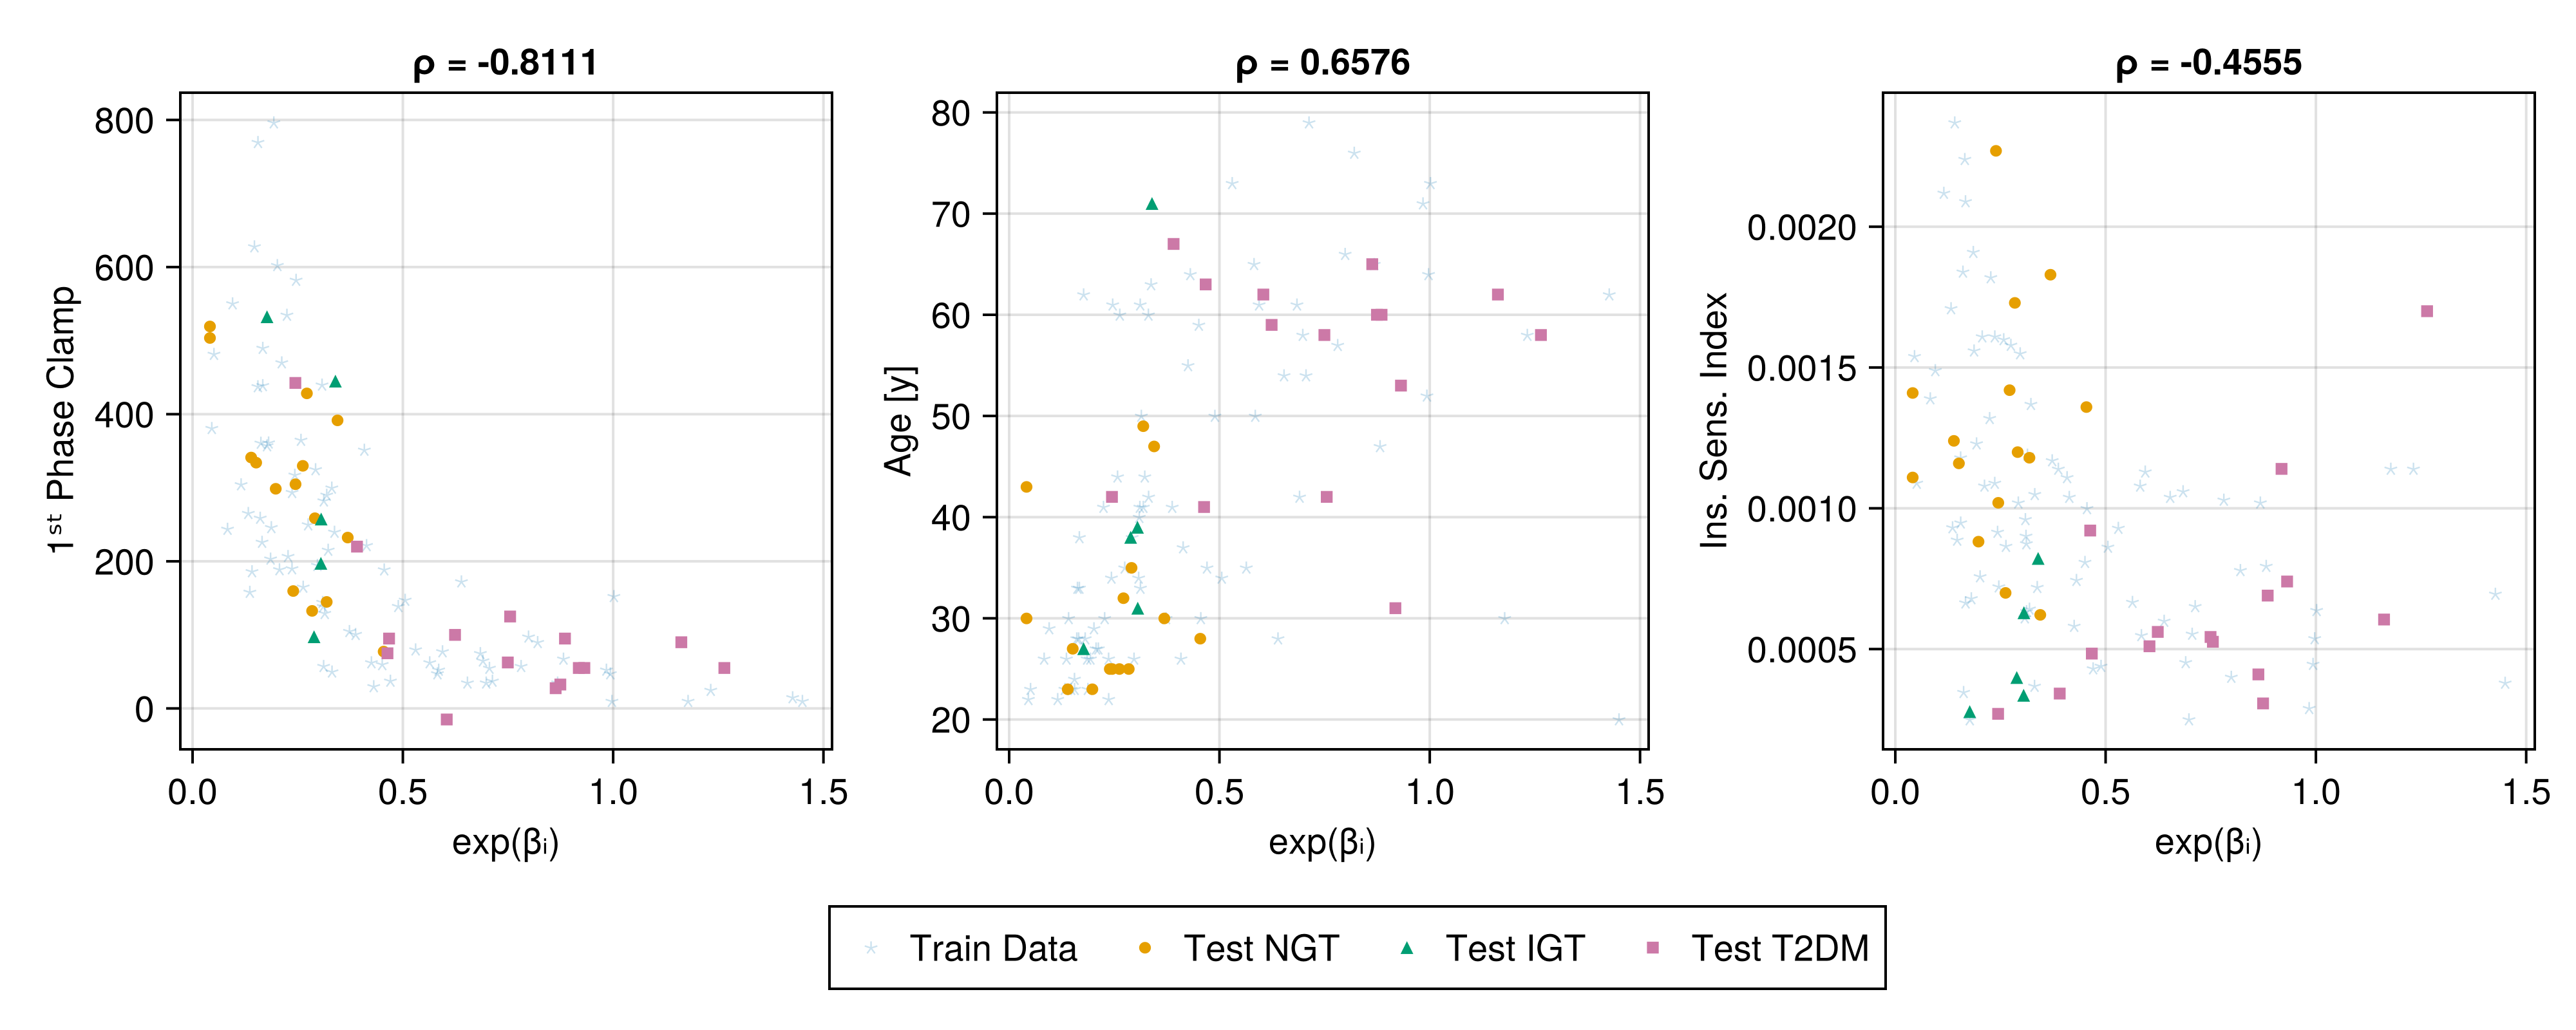 ρ = -0.8111
1ˢᵗ Phase Clamp
800
600
400
200
0
0.0 0.5 1.0 1.5
exp(βᵢ)
ρ = 0.6576
Age [y]
80
70
60
50
40
30
20
0.0 0.5 1.0 1.5
exp(βᵢ)
ρ = -0.4555
Ins. Sens. Index
0.0020
0.0015
0.0010
0.0005
0.0 0.5 1.0 1.5
exp(βᵢ)
Train Data Test NGT Test IGT Test T2DM